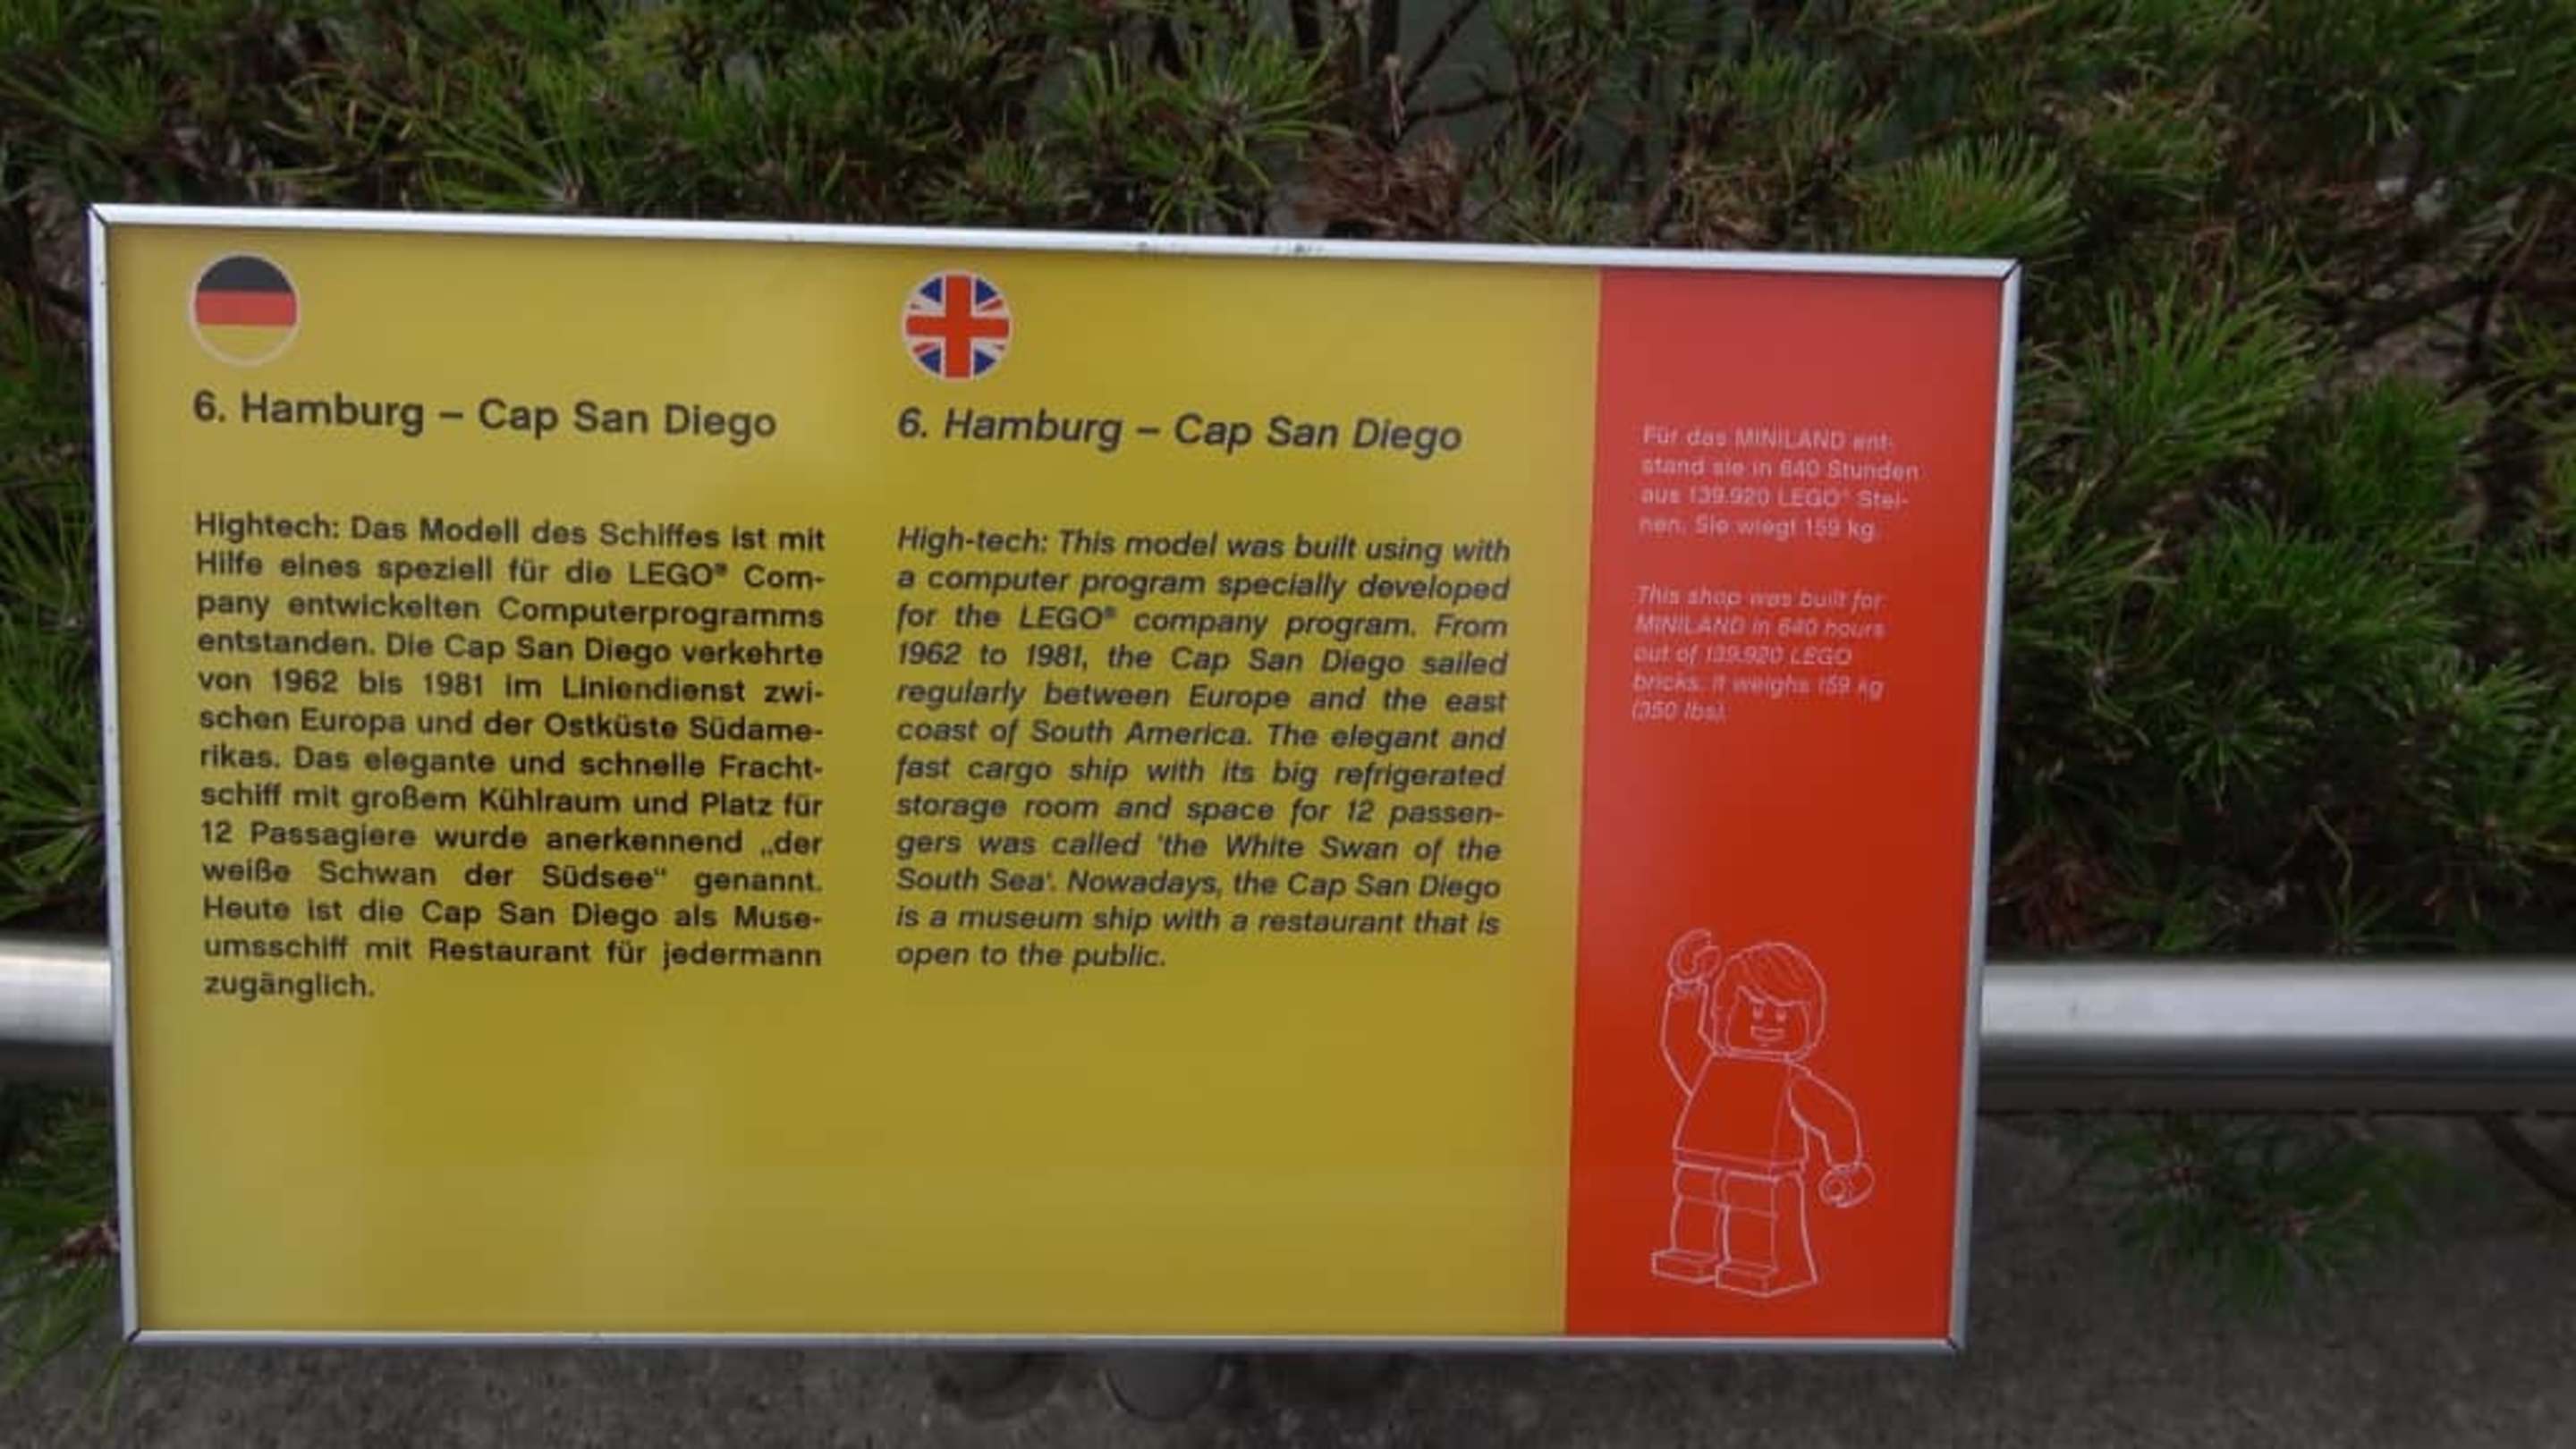 6. Hamburg – Cap San Diego
Hightech: Das Modell des Schiffes ist mit
Hilfe eines speziell für die LEGO® Com-
pany entwickelten Computerprogramms
entstanden. Die Cap San Diego verkehrte
von 1962 bis 1981 im Liniendienst zwi-
schen Europa und der Ostküste Südame-
rikas. Das elegante und schnelle Fracht-
schiff mit großem Kühlraum und Platz für
12 Passagiere wurde anerkennend „der
weiße Schwan der Südsee“ genannt.
Heute ist die Cap San Diego als Muse-
umsschiff mit Restaurant für jedermann
zugänglich.
6. Hamburg – Cap San Diego
High-tech: This model was built using with
a computer program specially developed
for the LEGO® company program. From
1962 to 1981, the Cap San Diego sailed
regularly between Europe and the east
coast of South America. The elegant and
fast cargo ship with its big refrigerated
storage room and space for 12 passen-
gers was called 'the White Swan of the
South Sea'. Nowadays, the Cap San Diego
is a museum ship with a restaurant that is
open to the public.
Für das MINILAND ent-
stand sie in 640 Stunden
aus 139.920 LEGO® Stei-
nen. Sie wiegt 159 kg.
This shop was built for
MINILAND in 640 hours
out of 139.920 LEGO
bricks. It weighs 159 kg
(350 lbs).